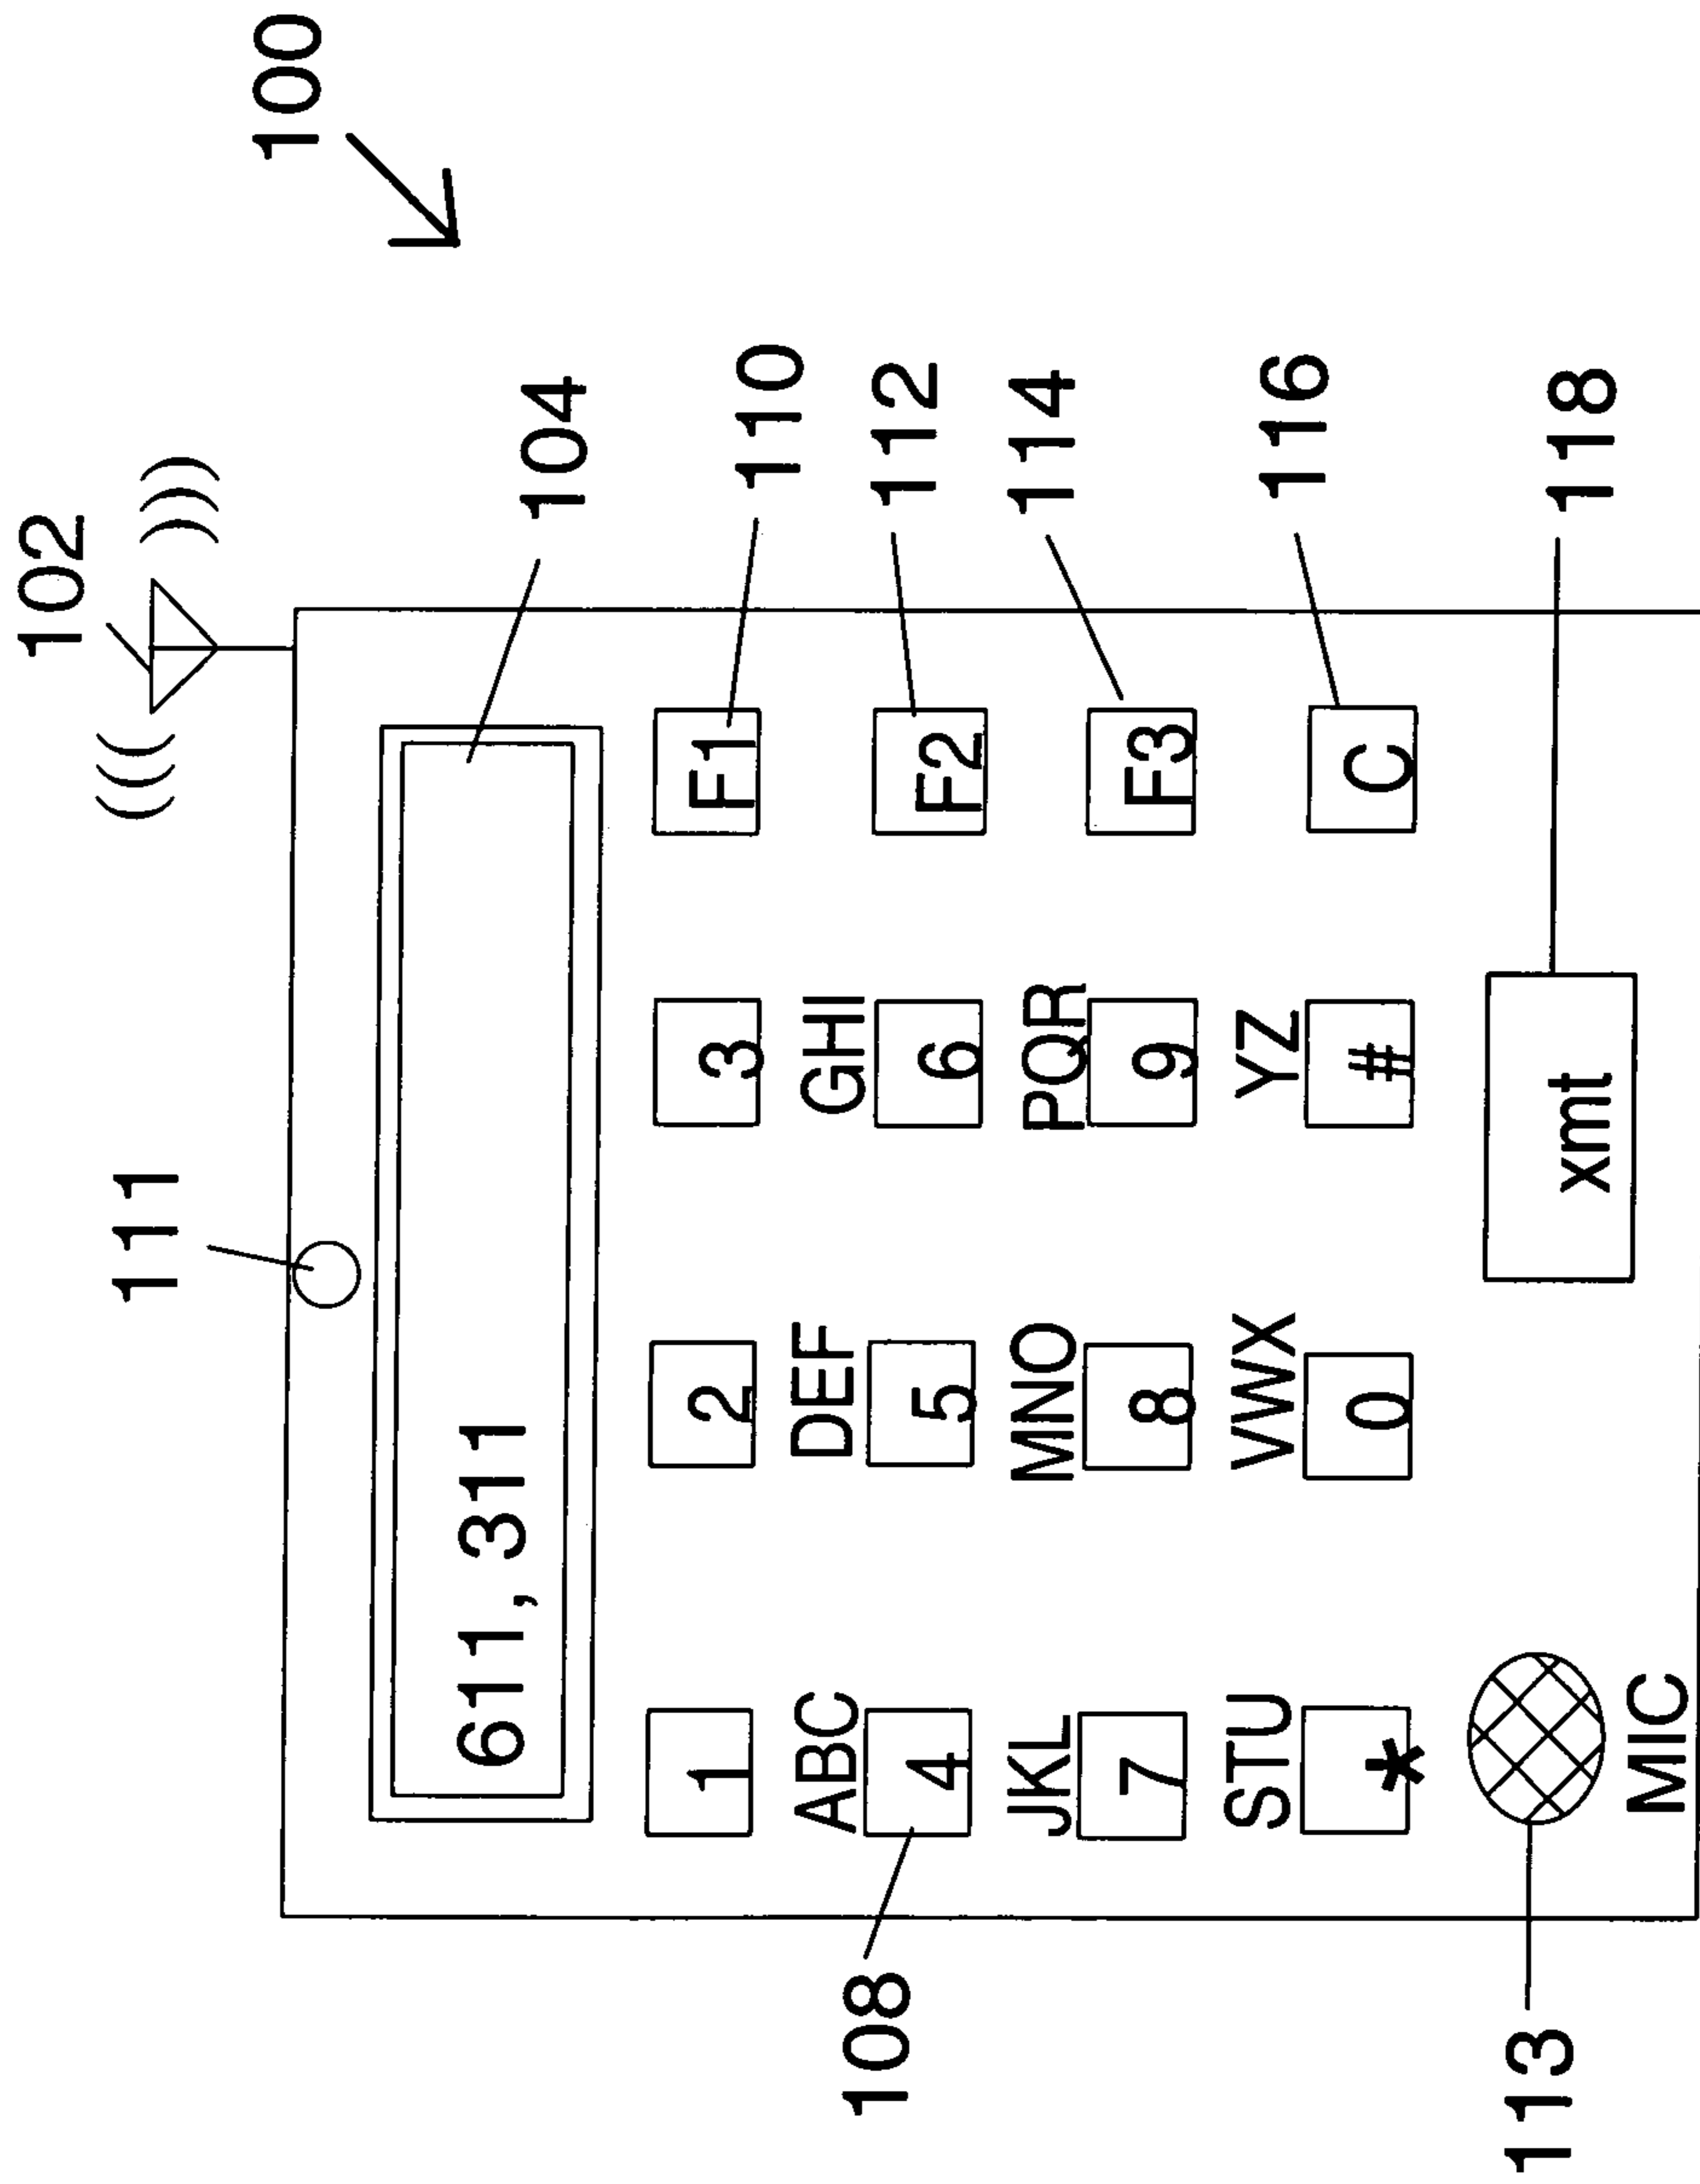 102
111
100
611, 311
104
1 2 3 F1 110
ABC DEF GHI
108 4 5 6 F2 112
JKL MNO PQR 114
7 8 9 F3
STU VWX YZ 116
* 0 # C
113 xmt 118
MIC